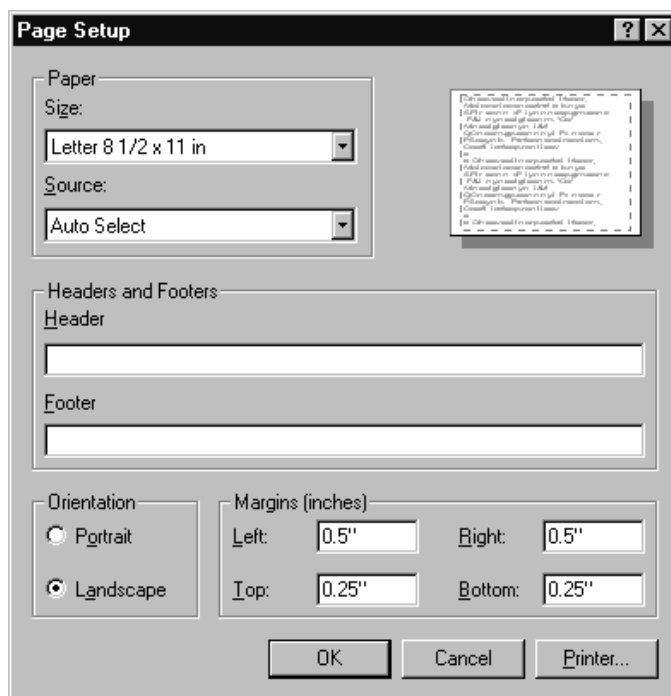 Page Setup
Paper
Size:
Letter 8 1/2 x 11 in
Source:
Auto Select
Headers and Footers
Header
Footer
Orientation
Portrait
Landscape
Margins (inches)
Left: 0.5" Right: 0.5"
Top: 0.25" Bottom: 0.25"
OK Cancel Printer...